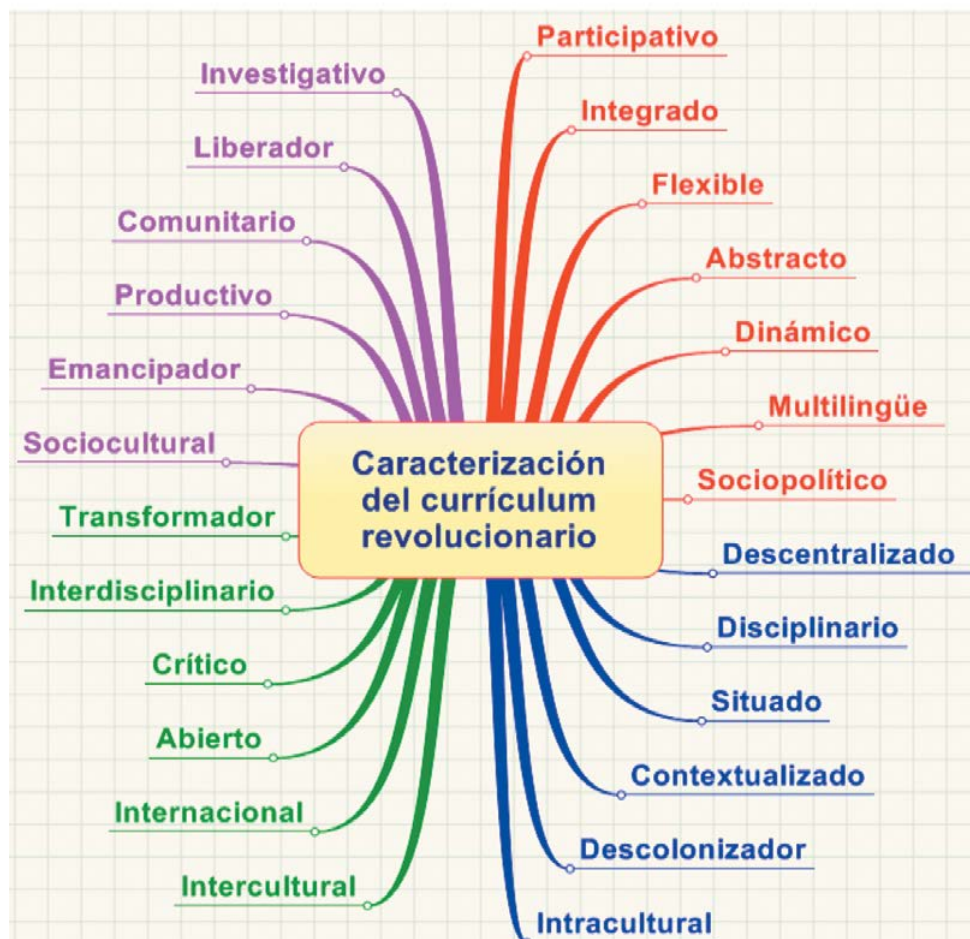 Participativo
Investigativo
Integrado
Liberador
Flexible
Comunitario
Abstracto
Productivo
Dinámico
Emancipador
Multilingüe
Sociocultural
Caracterización
del currículum
revolucionario
Sociopolítico
Transformador
Descentralizado
Interdisciplinario
Disciplinario
Crítico
Situado
Abierto
Contextualizado
Internacional
Descolonizador
Intercultural
Intracultural